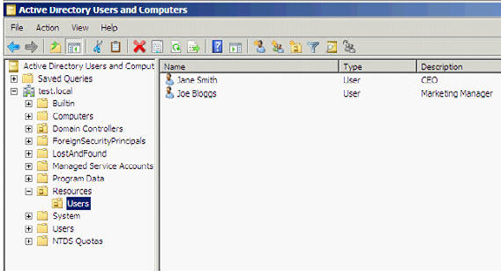 Active Directory Users and Computers
File Action View Help
Active Directory Users and Comput
Saved Queries
test.local
Builtin
Computers
Domain Controllers
ForeignSecurityPrincipals
LostAndFound
Managed Service Accounts
Program Data
Resources
Users
System
Users
NTDS Quotas
Name Type Description
Jane Smith User CEO
Joe Bloggs User Marketing Manager